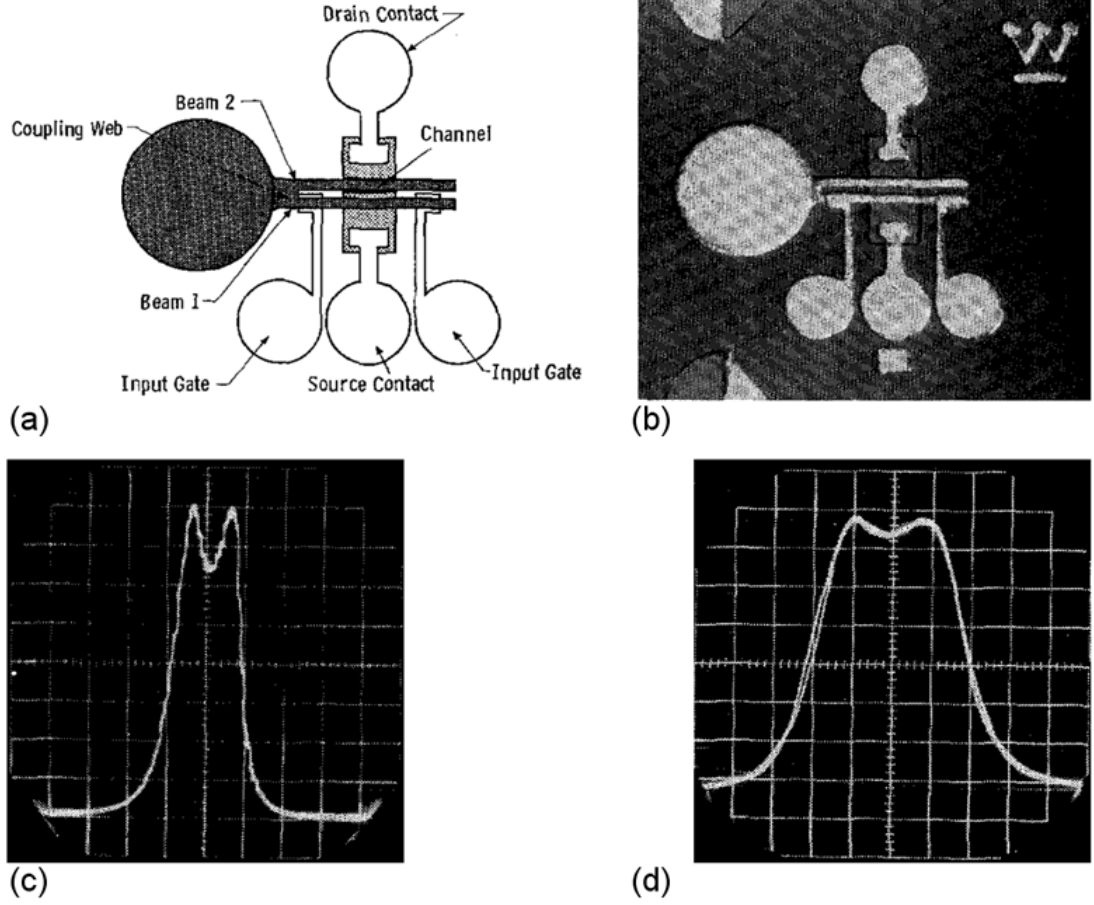 Drain Contact
Beam 2
Coupling Web
Channel
Beam 1
Input Gate
Source Contact
Input Gate
(a)
W
(b)
(c)
(d)